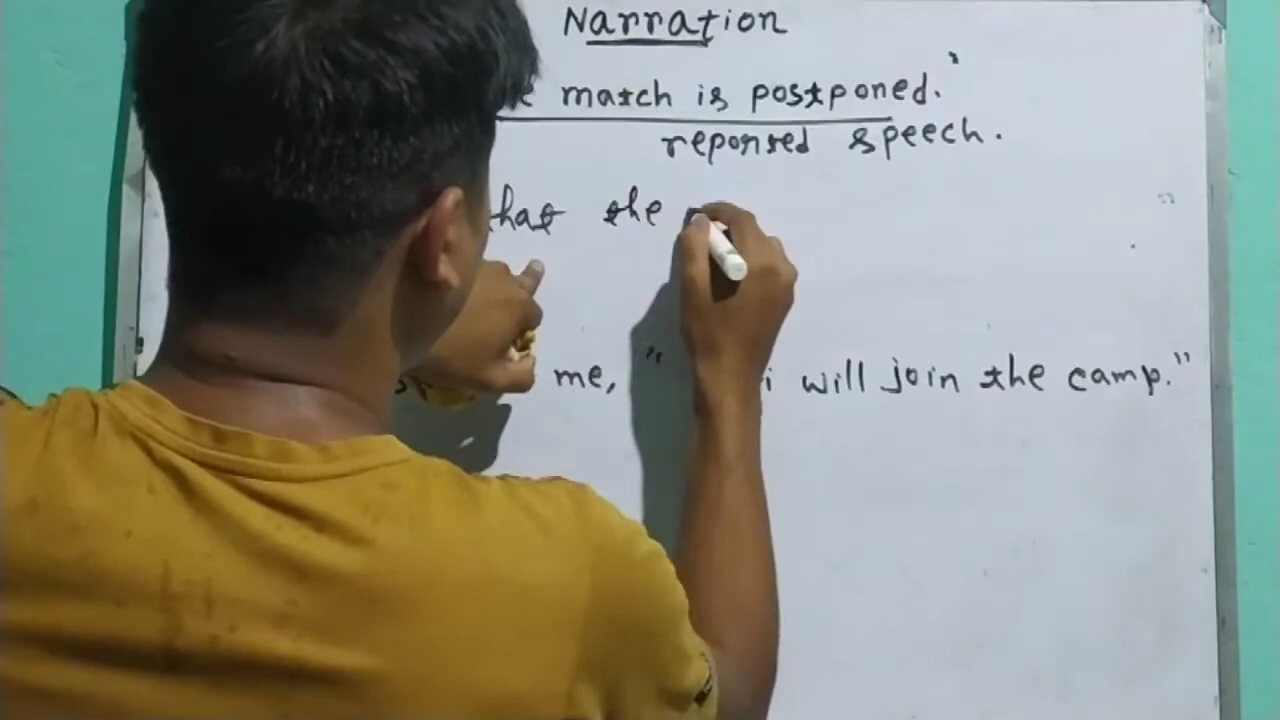 Narration
match is postponed."
reported speech.
that the
me, " i will join the camp."